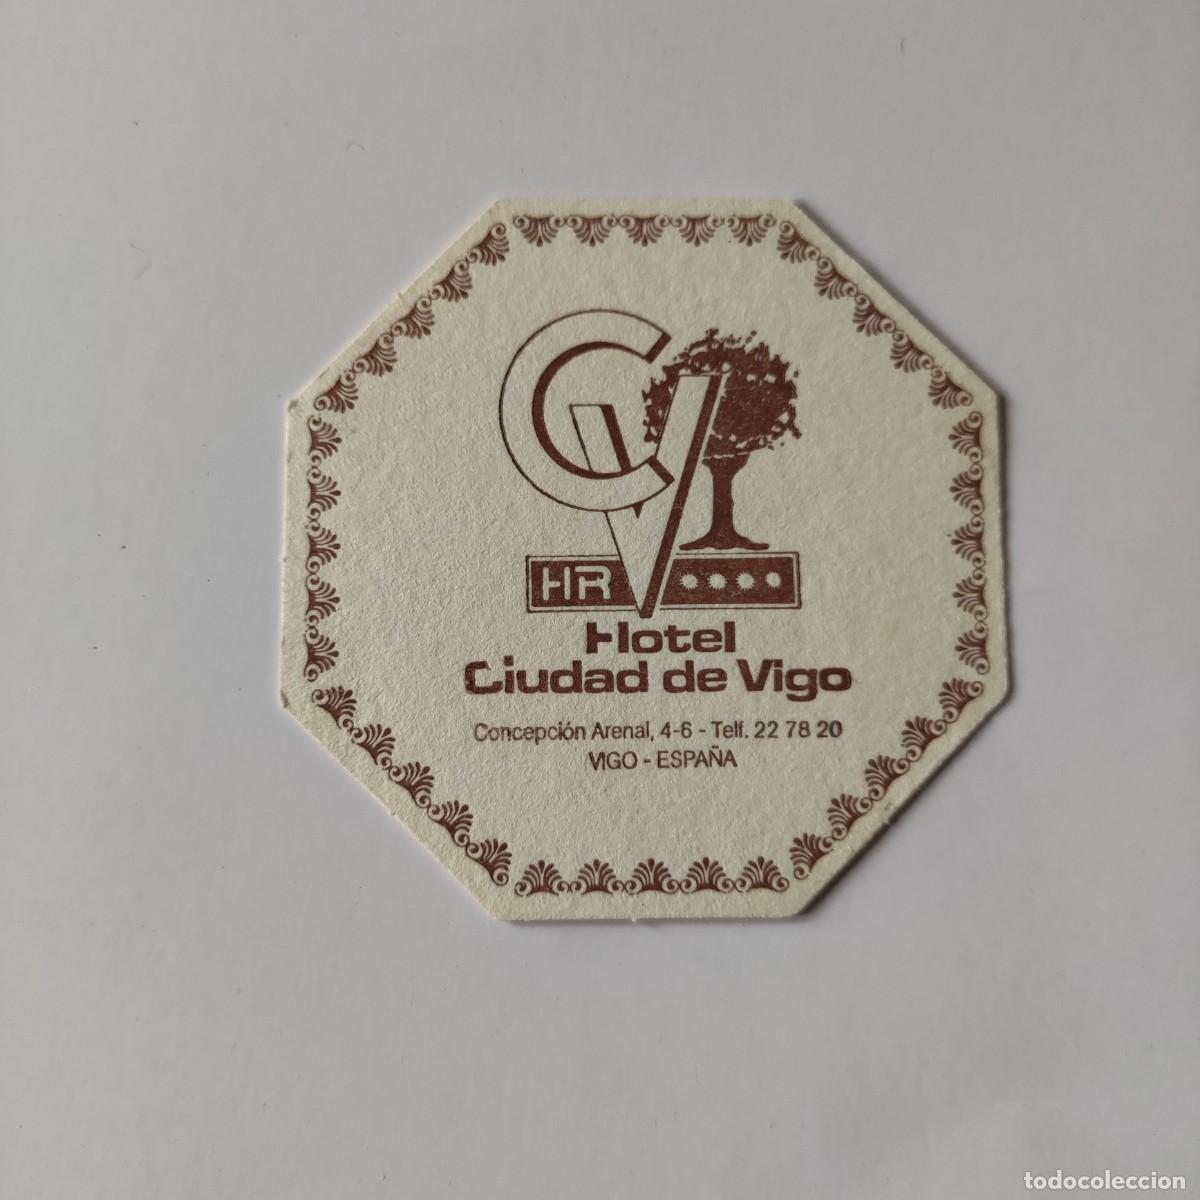 CV
HR ****
Hotel
Ciudad de Vigo
Concepción Arenal, 4-6 - Telf. 22 78 20
VIGO - ESPAÑA
todocoleccion